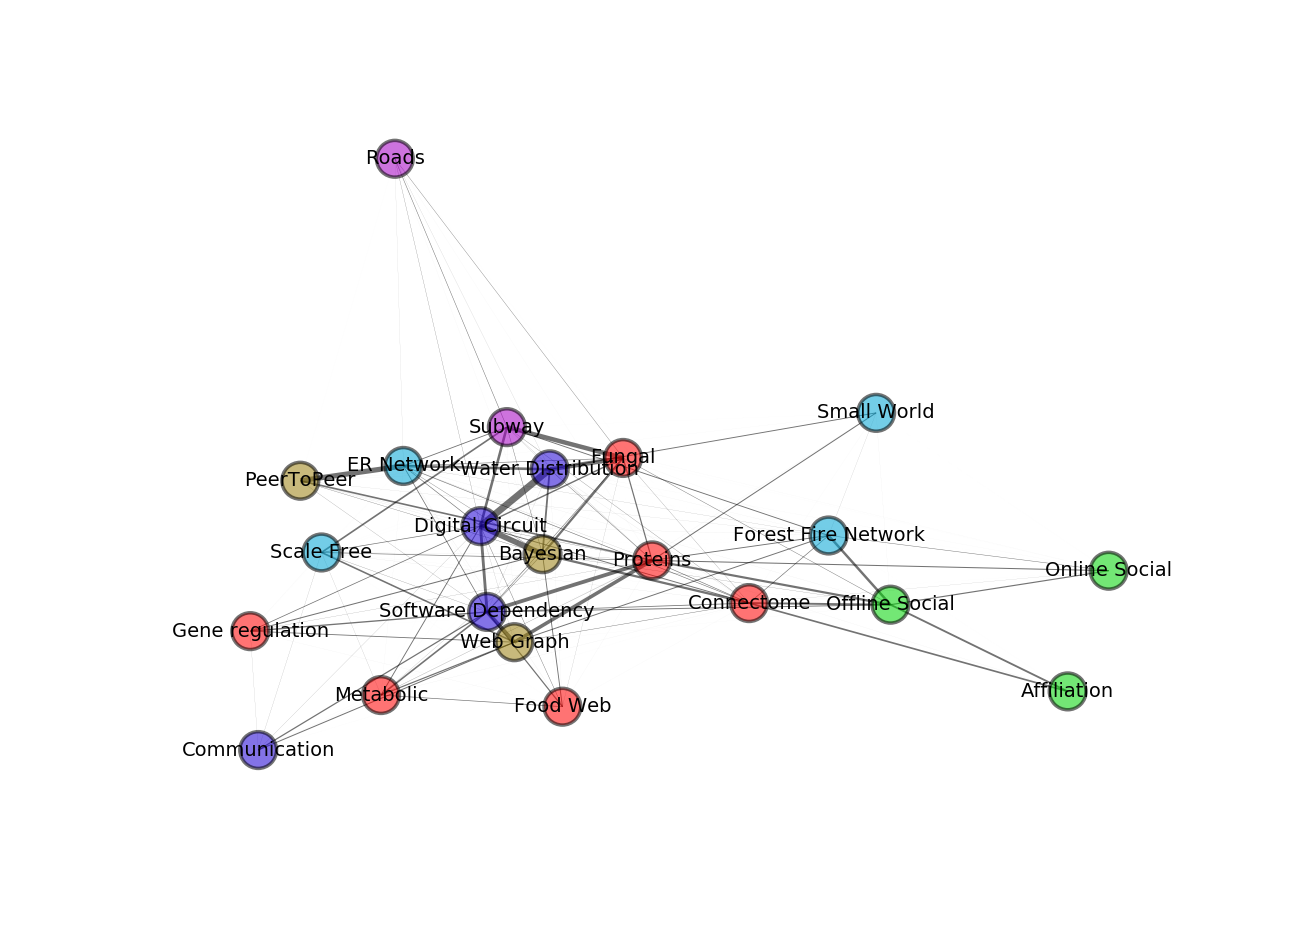 Roads
Small World
Subway
Fungal
ER Network
Water Distribution
PeerToPeer
Digital Circuit
Forest Fire Network
Scale Free
Bayesian
Proteins
Online Social
Connectome
Offline Social
Software Dependency
Gene regulation
Web Graph
Affiliation
Metabolic
Food Web
Communication